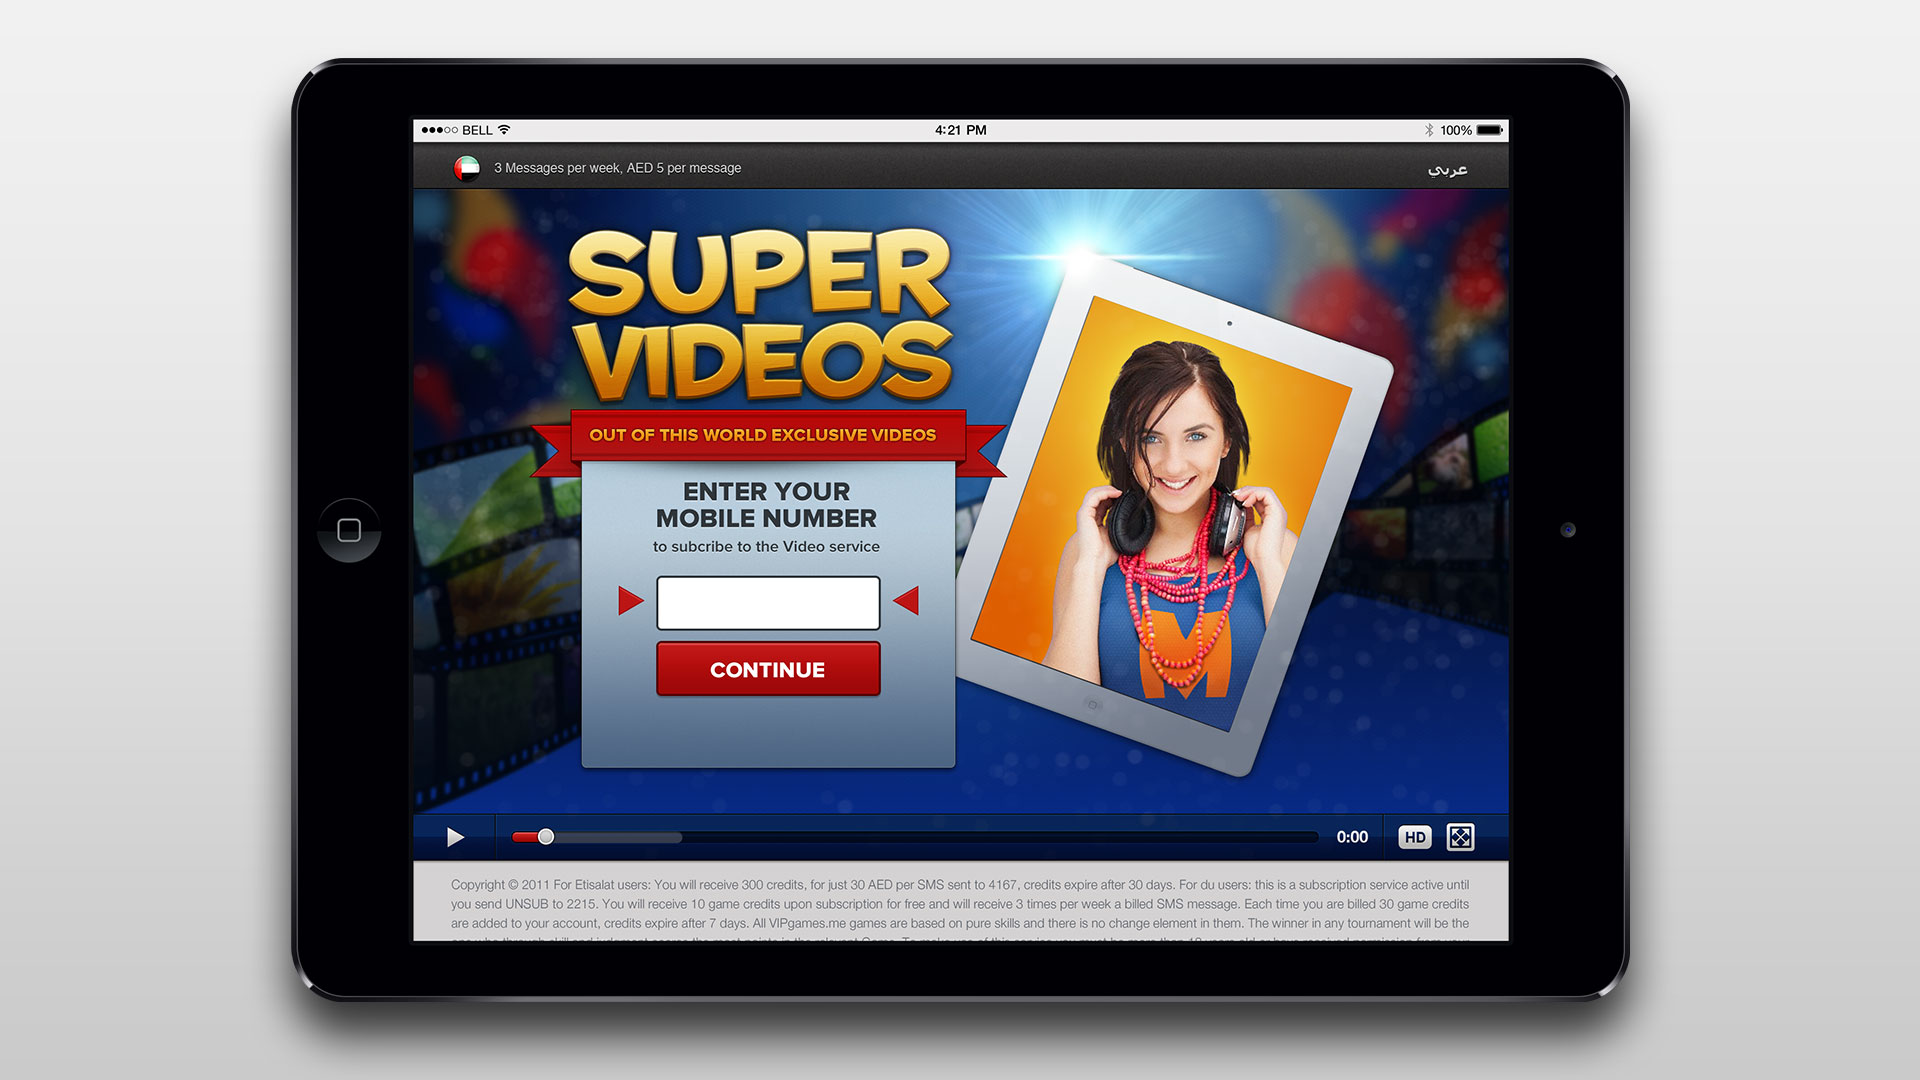 BELL
4:21 PM
100%
3 Messages per week, AED 5 per message
عربي
SUPER
VIDEOS
OUT OF THIS WORLD EXCLUSIVE VIDEOS
ENTER YOUR
MOBILE NUMBER
to subcribe to the Video service
CONTINUE
M
0:00
HD
Copyright © 2011 For Etisalat users: You will receive 300 credits, for just 30 AED per SMS sent to 4167, credits expire after 30 days. For du users: this is a subscription service active until
you send UNSUB to 2215. You will receive 10 game credits upon subscription for free and will receive 3 times per week a billed SMS message. Each time you are billed 30 game credits
are added to your account, credits expire after 7 days. All VIPgames.me games are based on pure skills and there is no change element in them. The winner in any tournament will be the